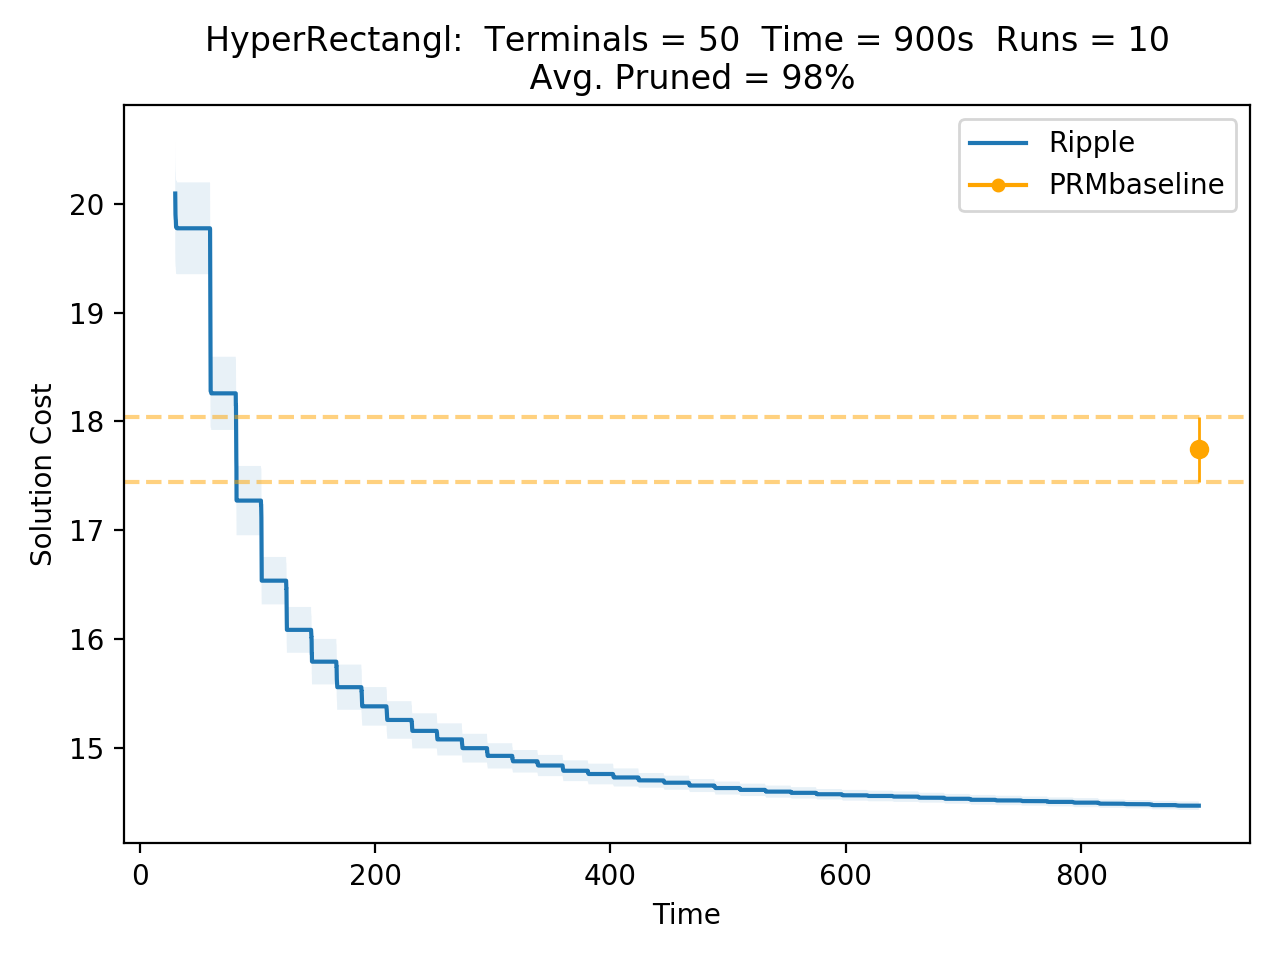 HyperRectangl:  Terminals = 50  Time = 900s  Runs = 10
Avg. Pruned = 98%
Ripple
PRMbaseline
Solution Cost
20
19
18
17
16
15
0 200 400 600 800
Time